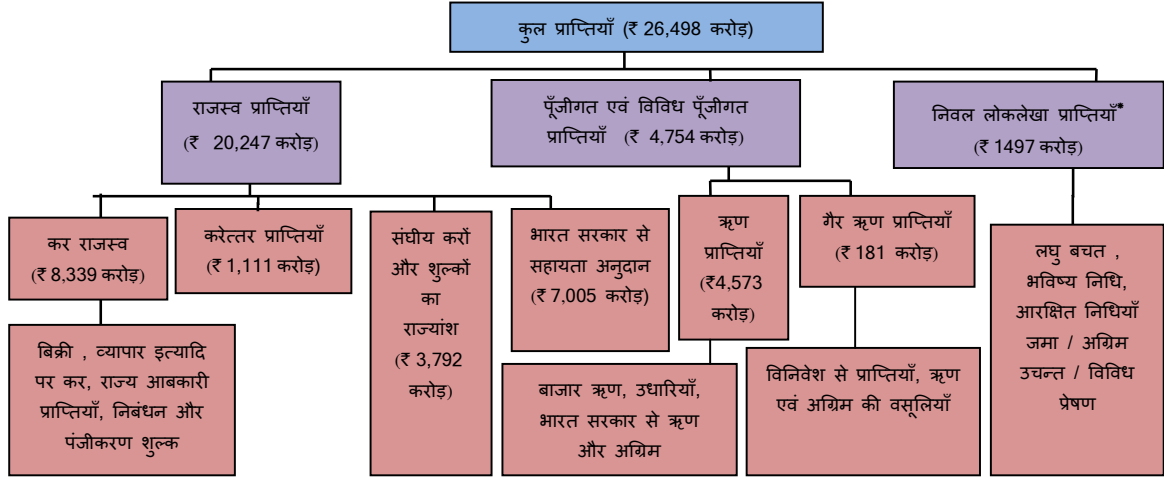 कुल प्राप्तियाँ (₹ 26,498 करोड़)
राजस्व प्राप्तियाँ
(₹ 20,247 करोड़)
पूँजीगत एवं विविध पूँजीगत
प्राप्तियाँ (₹ 4,754 करोड़)
निवल लोकलेखा प्राप्तियाँ*
(₹ 1497 करोड़)
कर राजस्व
(₹ 8,339 करोड़)
करेत्तर प्राप्तियाँ
(₹ 1,111 करोड़)
संघीय करों
और शुल्कों
का
राज्यांश
(₹ 3,792
करोड़)
भारत सरकार से
सहायता अनुदान
(₹ 7,005 करोड़)
ऋण
प्राप्तियाँ
(₹4,573
करोड़)
गैर ऋण प्राप्तियाँ
(₹ 181 करोड़)
लघु बचत ,
भविष्य निधि,
आरक्षित निधियाँ
जमा / अग्रिम
उचन्त / विविध
प्रेषण
बिक्री , व्यापार इत्यादि
पर कर, राज्य आबकारी
प्राप्तियाँ, निबंधन और
पंजीकरण शुल्क
बाजार ऋण, उधारियाँ,
भारत सरकार से ऋण
और अग्रिम
विनिवेश से प्राप्तियाँ, ऋण
एवं अग्रिम की वसूलियाँ